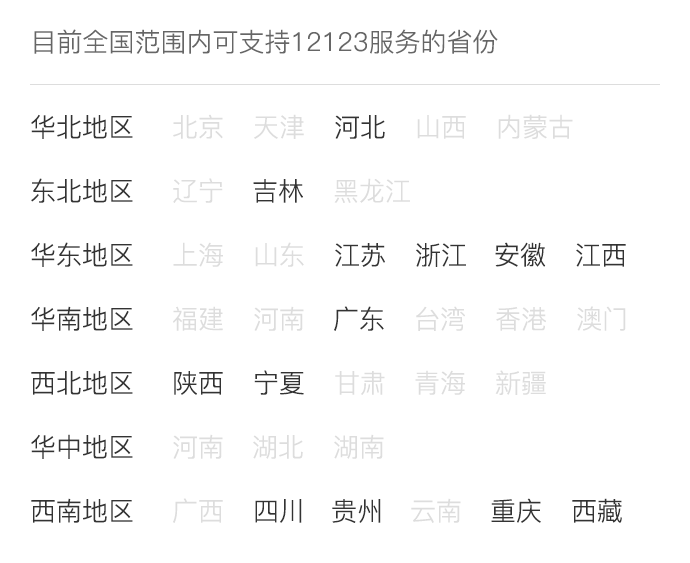 目前全国范围内可支持12123服务的省份
华北地区 北京 天津 河北 山西 内蒙古
东北地区 辽宁 吉林 黑龙江
华东地区 上海 山东 江苏 浙江 安徽 江西
华南地区 福建 河南 广东 台湾 香港 澳门
西北地区 陕西 宁夏 甘肃 青海 新疆
华中地区 河南 湖北 湖南
西南地区 广西 四川 贵州 云南 重庆 西藏